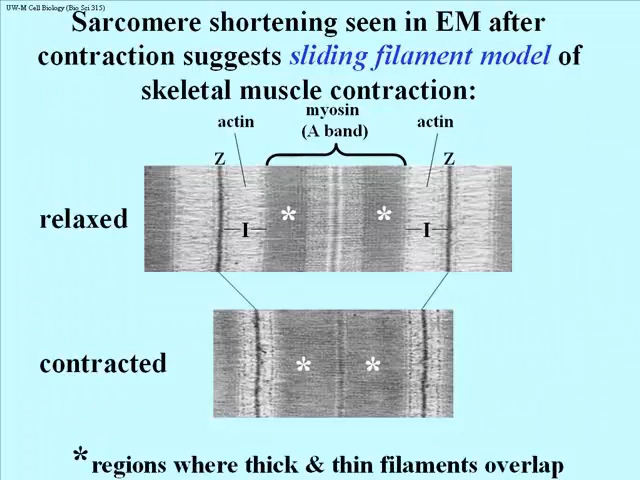 UW-M Cell Biology (Bio Sci 315)
Sarcomere shortening seen in EM after
contraction suggests sliding filament model of
skeletal muscle contraction:
myosin
actin (A band) actin
Z Z
relaxed * *
I I
contracted * *
*regions where thick & thin filaments overlap